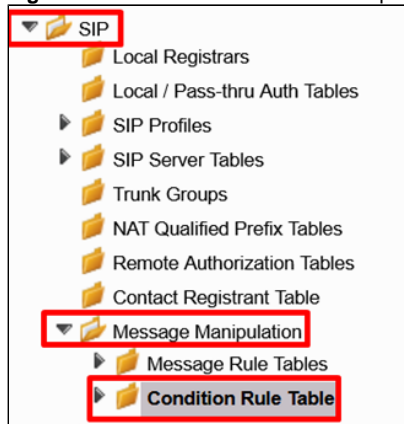 SIP
Local Registrars
Local / Pass-thru Auth Tables
SIP Profiles
SIP Server Tables
Trunk Groups
NAT Qualified Prefix Tables
Remote Authorization Tables
Contact Registrant Table
Message Manipulation
Message Rule Tables
Condition Rule Table